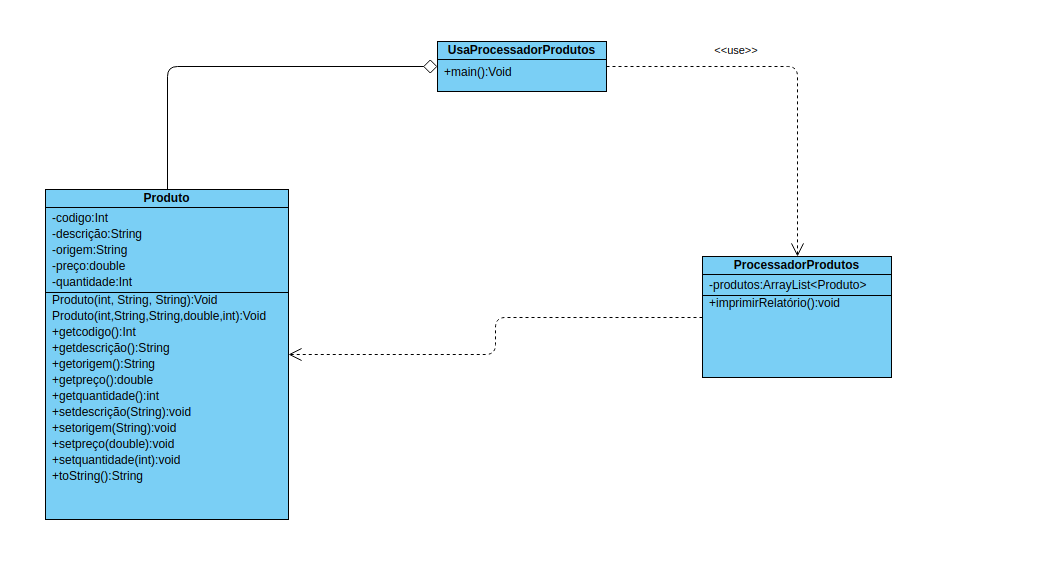 UsaProcessadorProdutos
+main():Void
<<use>>
Produto
-codigo:Int
-descrição:String
-origem:String
-preço:double
-quantidade:Int
Produto(int, String, String):Void
Produto(int,String,String,double,int):Void
+getcodigo():Int
+getdescrição():String
+getorigem():String
+getpreço():double
+getquantidade():int
+setdescrição(String):void
+setorigem(String):void
+setpreço(double):void
+setquantidade(int):void
+toString():String
ProcessadorProdutos
-produtos:ArrayList<Produto>
+imprimirRelatório():void